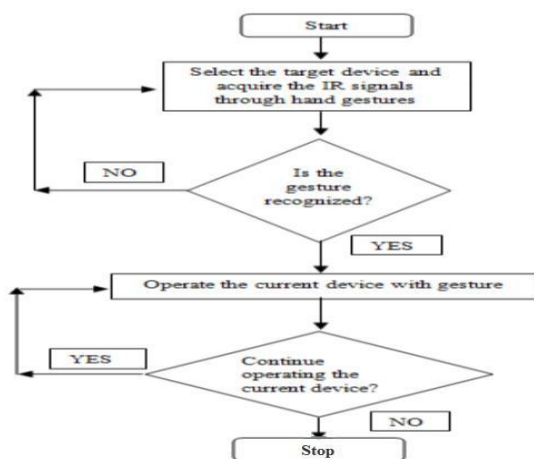 Start
Select the target device and
acquire the IR signals
through hand gestures
NO
Is the
gesture
recognized?
YES
Operate the current device with gesture
YES
Continue
operating the
current device?
NO
Stop